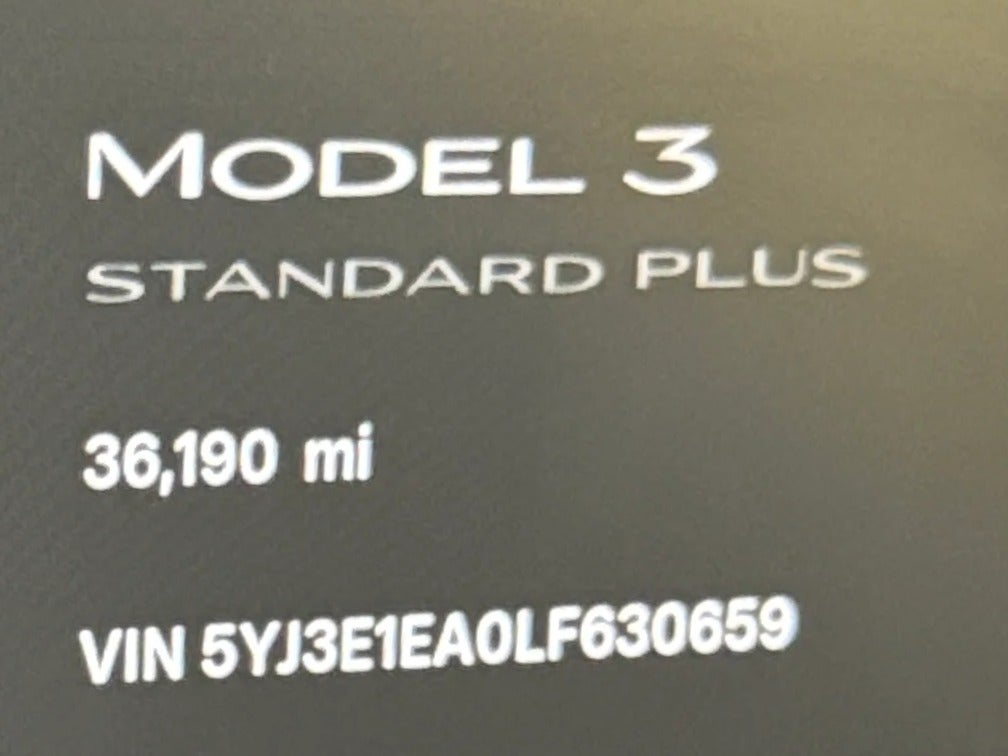 MODEL 3
STANDARD PLUS
36,190 mi
VIN 5YJ3E1EA0LF630659